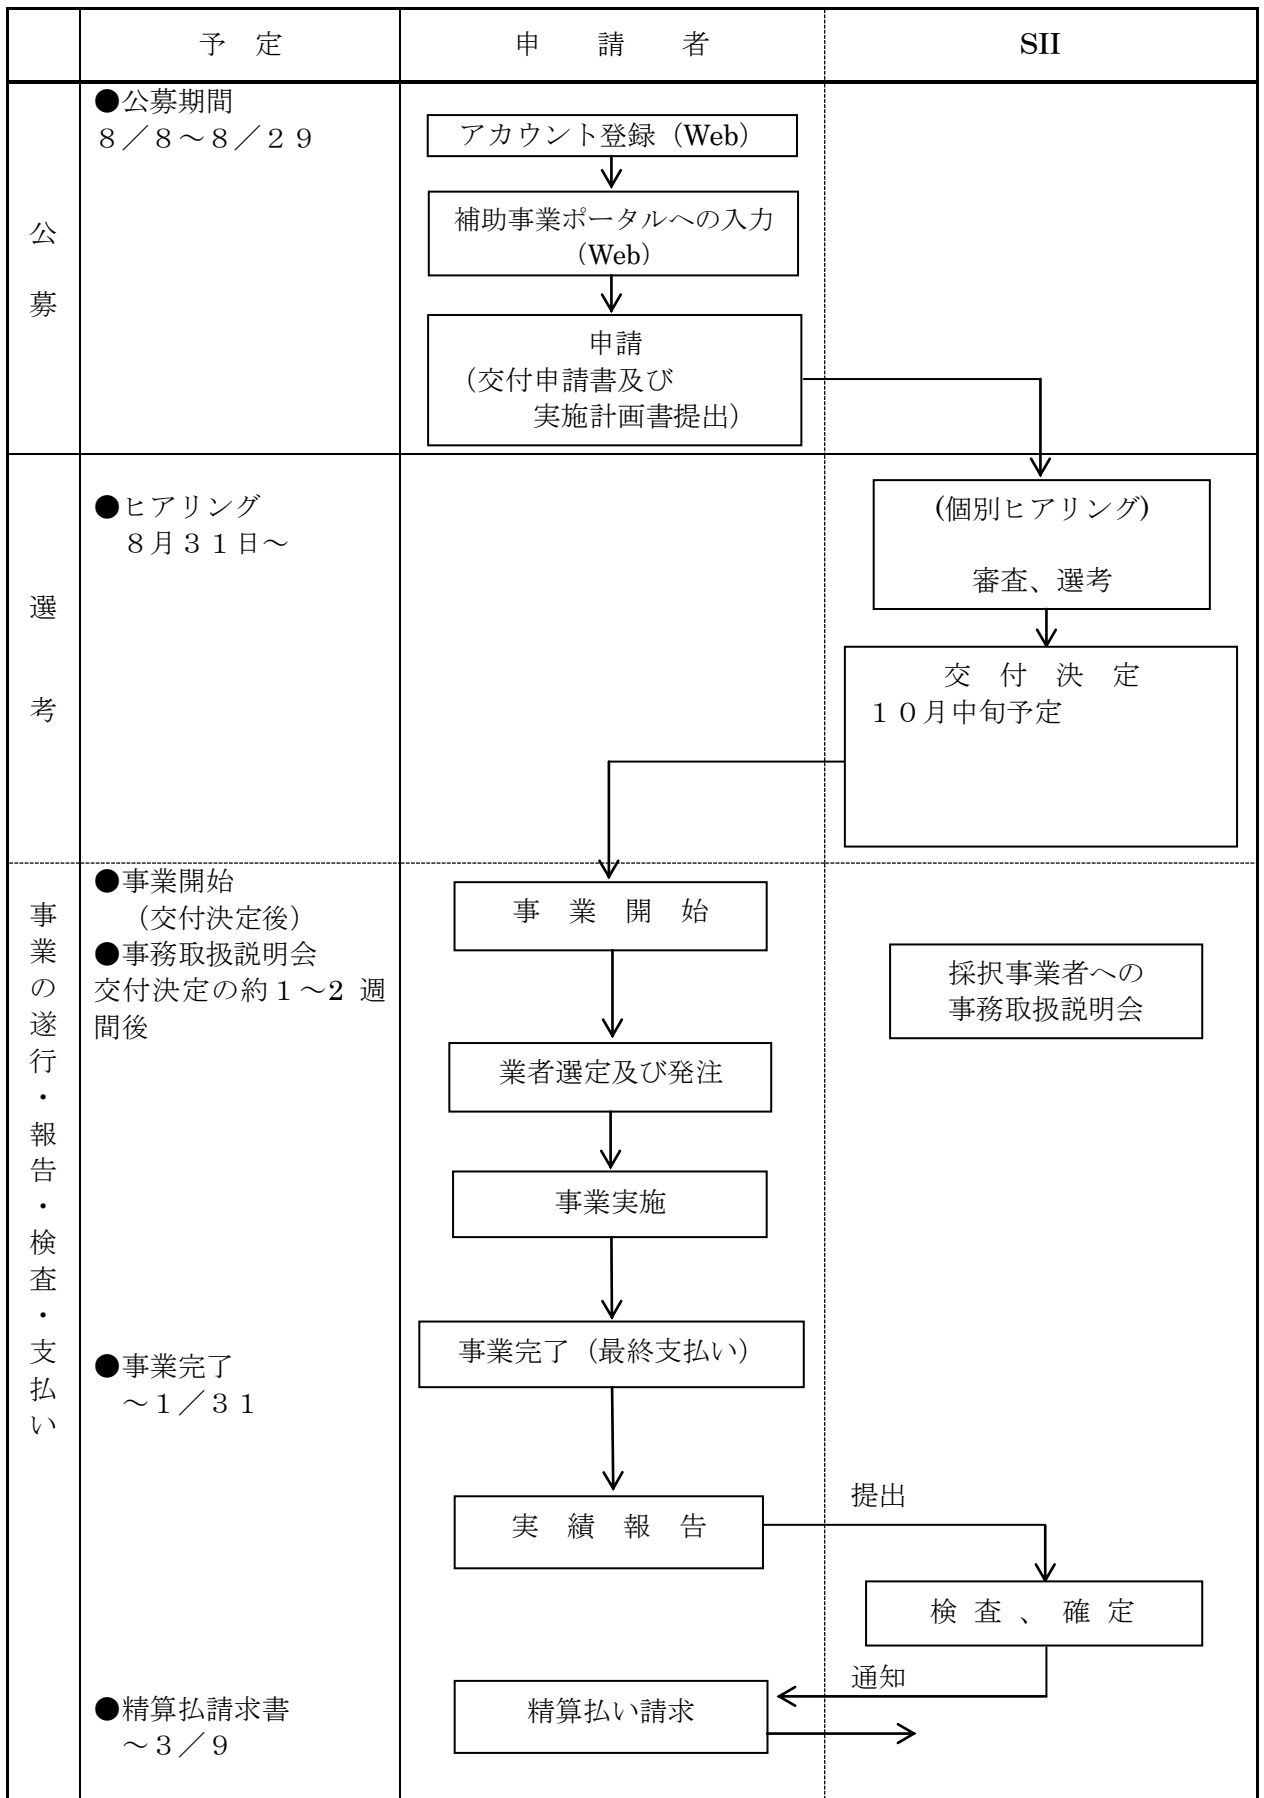 予　定
申　　請　　者
SII
公
募
●公募期間
８／８～８／２９
アカウント登録（Web）
補助事業ポータルへの入力
（Web）
申請
（交付申請書及び
実施計画書提出）
選
考
●ヒアリング
８月３１日～
(個別ヒアリング)
審査、選考
交　付　決　定
１０月中旬予定
事業の遂行・報告・検査・支払い
●事業開始
（交付決定後）
●事務取扱説明会
交付決定の約１～2 週
間後
事　業　開　始
採択事業者への
事務取扱説明会
業者選定及び発注
事業実施
●事業完了
～１／３１
事業完了（最終支払い）
実　績　報　告
提出
検 査 、 確 定
通知
●精算払請求書
～３／９
精算払い請求